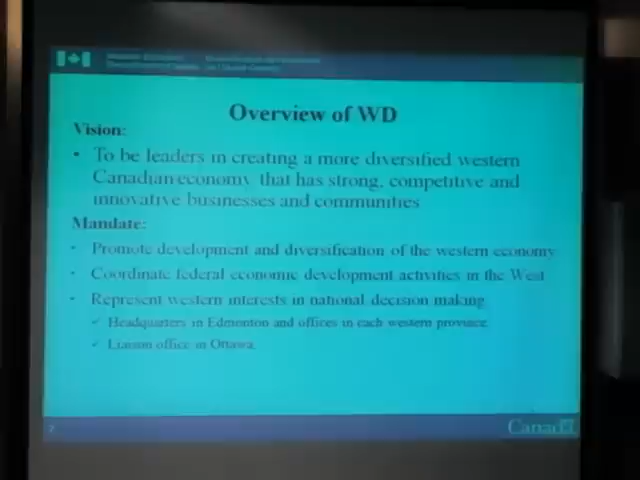 Overview of WD
Vision:
• To be leaders in creating a more diversified western
Canadian economy that has strong, competitive and
innovative businesses and communities
Mandate:
• Promote development and diversification of the western economy
• Coordinate federal economic development activities in the West
• Represent western interests in national decision making
✓ Headquarters in Edmonton and offices in each western province
✓ Liaison office in Ottawa
Canada